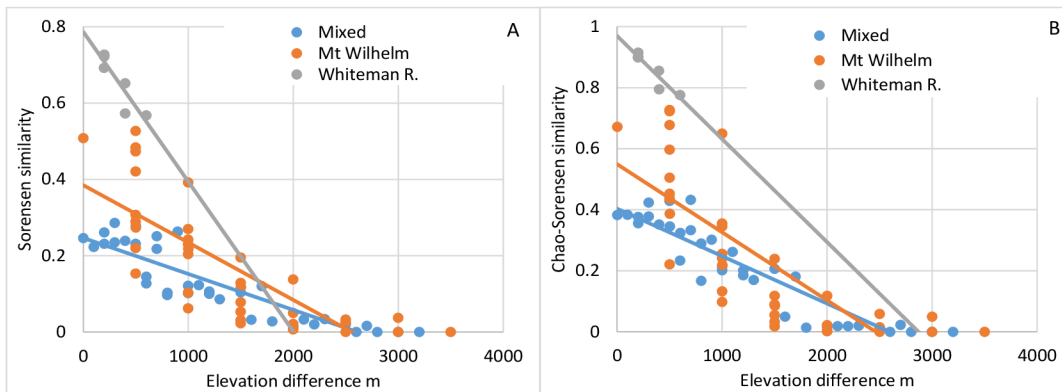 A
Mixed
Mt Wilhelm
Whiteman R.
Sorensen similarity
0.8
0.6
0.4
0.2
0
0 1000 2000 3000 4000
Elevation difference m
B
Mixed
Mt Wilhelm
Whiteman R.
Chao-Sorensen similarity
1
0.8
0.6
0.4
0.2
0
0 1000 2000 3000 4000
Elevation difference m